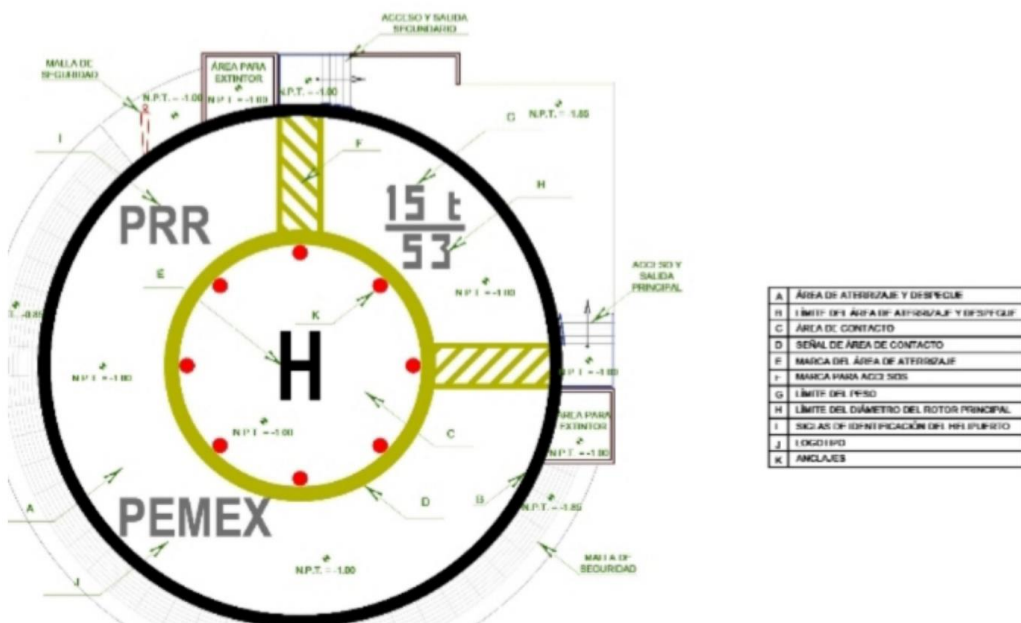 ACCESO Y SALIDA
SECUNDARIO
MALLA DE
SEGURIDAD
ÁREA PARA
EXTINTOR
N.P.T. = -1.00
N.P.T. = -1.00
N.P.T. = -1.00
G
N.P.T. = -1.85
I
F
H
PRR
15 t
53
E
K
N.P.T. = -1.00
ACCESO Y
SALIDA
PRINCIPAL
H
N.P.T. = -1.00
N.P.T. = -1.00
N.P.T. = -1.00
C
ÁREA PARA
EXTINTOR
N.P.T. = -1.00
A
D
B
N.P.T. = -1.85
PEMEX
N.P.T. = -1.00
J
MALLA DE
SEGURIDAD
A ÁREA DE ATERRIZAJE Y DESPEGUE
B LÍMITE DEL ÁREA DE ATERRIZAJE Y DESPEGUE
C ÁREA DE CONTACTO
D SEÑAL DE ÁREA DE CONTACTO
E MARCA DEL ÁREA DE ATERRIZAJE
F MARCA PARA ACCESOS
G LÍMITE DEL PESO
H LÍMITE DEL DIÁMETRO DEL ROTOR PRINCIPAL
I SIGLAS DE IDENTIFICACIÓN DEL HELIPUERTO
J LOGOTIPO
K ANCLAJES